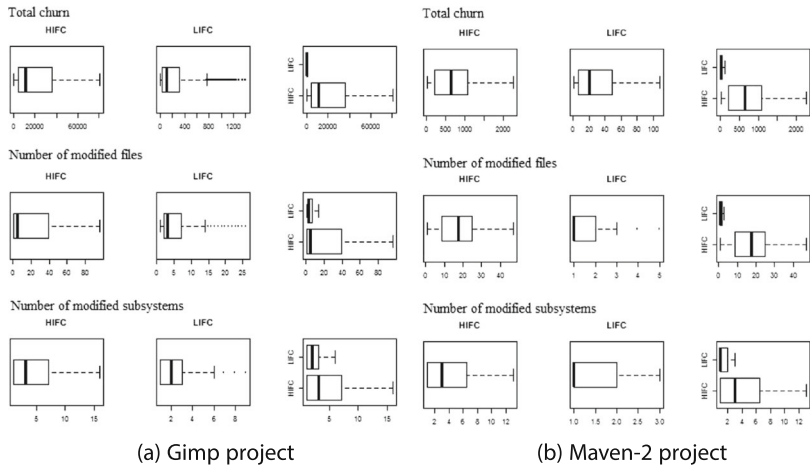 Total churn
HIFC
LIFC
LIFC
HIFC
0 20000 60000
0 200 600 1000 1400
0 20000 60000
Number of modified files
HIFC
LIFC
LIFC
HIFC
0 20 40 60 80
0 5 10 15 20 25
0 20 40 60 80
Number of modified subsystems
HIFC
LIFC
LIFC
HIFC
5 10 15
2 4 6 8
5 10 15
(a) Gimp project
Total churn
HIFC
LIFC
LIFC
HIFC
0 500 1000 2000
0 20 40 60 80 100
0 500 1000 2000
Number of modified files
HIFC
LIFC
LIFC
HIFC
0 10 20 30 40
1 2 3 4 5
0 10 20 30 40
Number of modified subsystems
HIFC
LIFC
LIFC
HIFC
2 4 6 8 10 12
1.0 1.5 2.0 2.5 3.0
2 4 6 8 10 12
(b) Maven-2 project